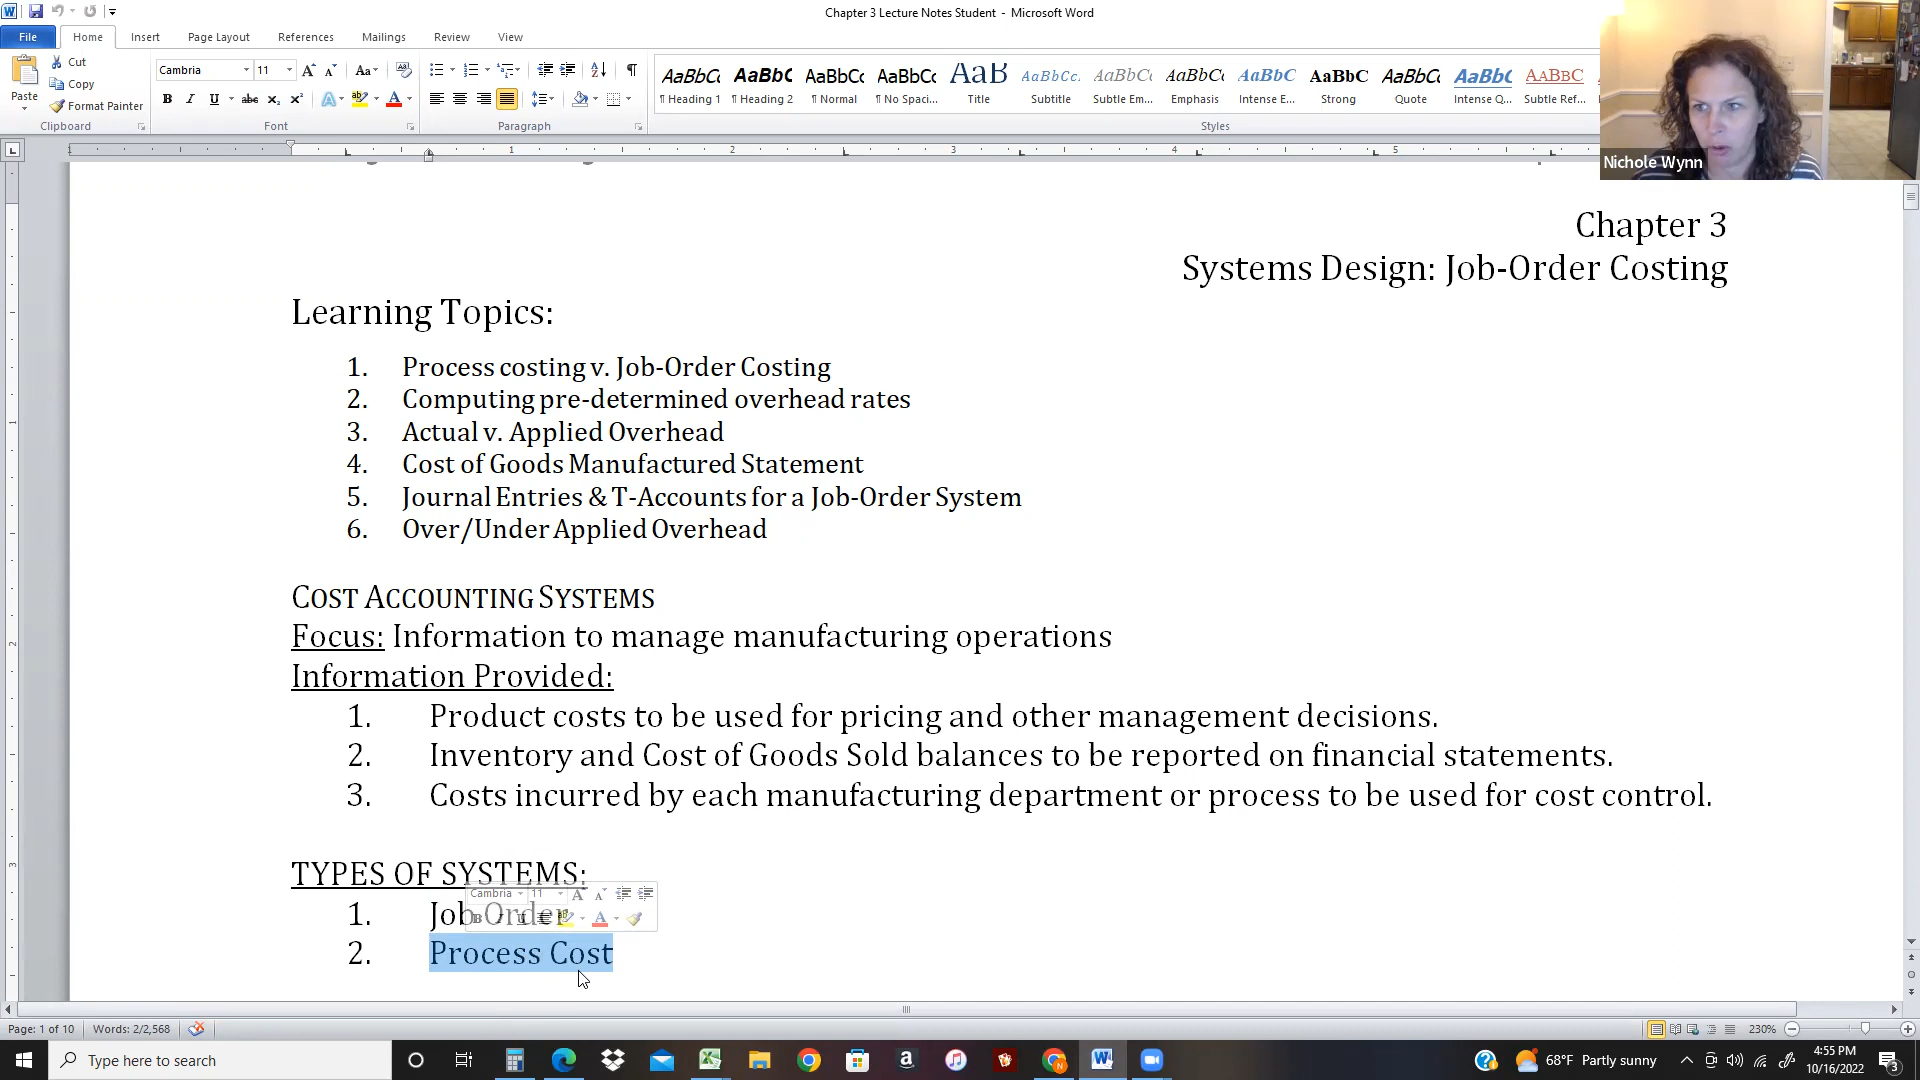 Chapter 3 Lecture Notes Student - Microsoft Word
File Home Insert Page Layout References Mailings Review View
Paste
Cut
Copy
Format Painter
Clipboard
Cambria 11
Font
Paragraph
AaBbCc AaBbC AaBbCc AaBbCc AaB AaBbCc. AaBbCc AaBbCc AaBbC AaBbC AaBbCc AaBbC AABBC
¶ Heading 1 ¶ Heading 2 ¶ Normal ¶ No Spaci... Title Subtitle Subtle Em... Emphasis Intense E... Strong Quote Intense Q... Subtle Ref...
Styles
Nichole Wynn
Chapter 3
Systems Design: Job-Order Costing
Learning Topics:
1. Process costing v. Job-Order Costing
2. Computing pre-determined overhead rates
3. Actual v. Applied Overhead
4. Cost of Goods Manufactured Statement
5. Journal Entries & T-Accounts for a Job-Order System
6. Over/Under Applied Overhead
COST ACCOUNTING SYSTEMS
Focus: Information to manage manufacturing operations
Information Provided:
1. Product costs to be used for pricing and other management decisions.
2. Inventory and Cost of Goods Sold balances to be reported on financial statements.
3. Costs incurred by each manufacturing department or process to be used for cost control.
TYPES OF SYSTEMS:
Cambria 11
1. Job Order
2. Process Cost
Page: 1 of 10 Words: 2/2,568 230%
Type here to search
68°F Partly sunny
4:55 PM
10/16/2022